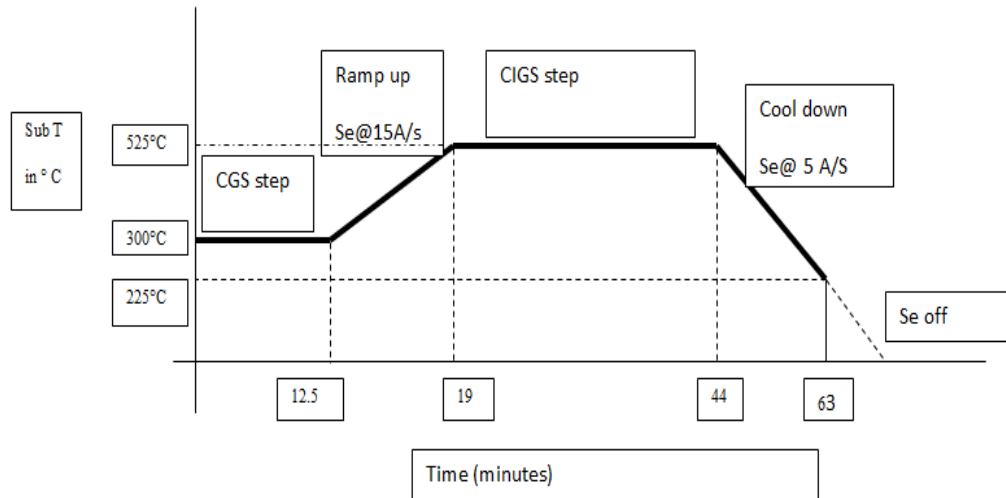 Ramp up
Se@15A/s
CIGS step
Cool down
Se@ 5 A/S
Sub T
in ° C
525°C
CGS step
300°C
225°C
Se off
12.5
19
44
63
Time (minutes)